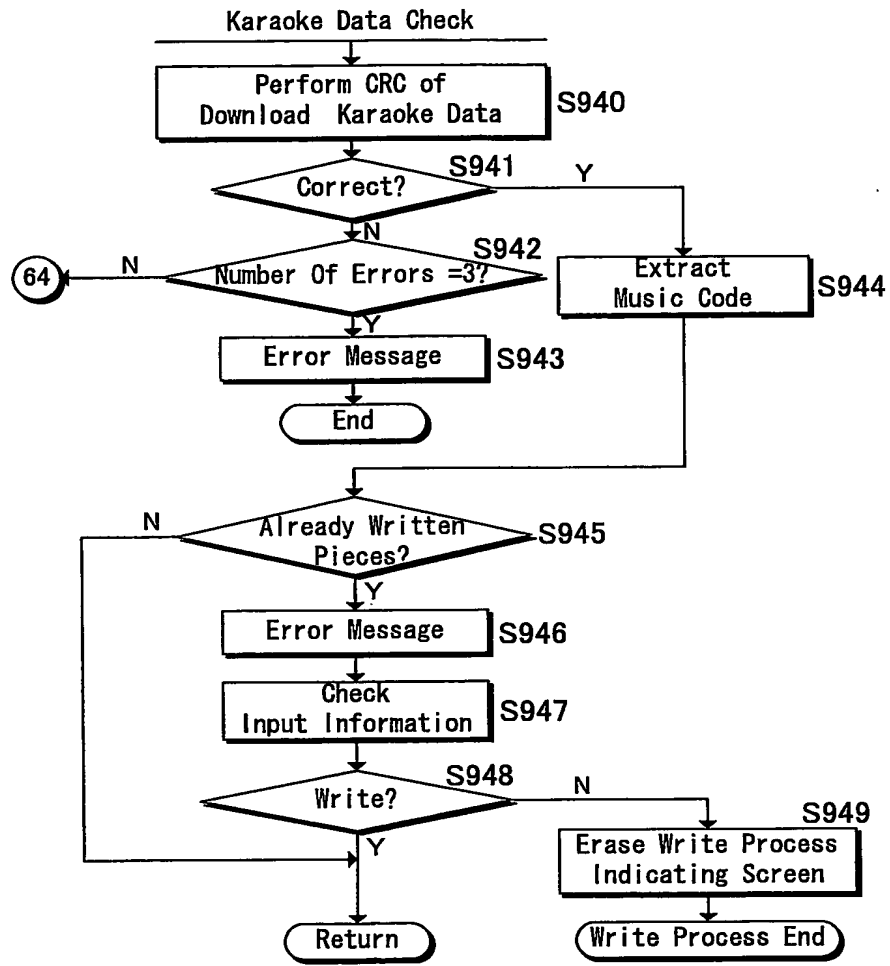 Karaoke Data Check
Perform CRC of
Download Karaoke Data
S940
S941
Correct?
Y
N
S942
64
N
Number Of Errors =3?
Extract
Music Code
S944
Y
Error Message
S943
End
N
Already Written
Pieces?
S945
Y
Error Message
S946
Check
Input Information
S947
S948
Write?
N
Y
S949
Erase Write Process
Indicating Screen
Return
Write Process End